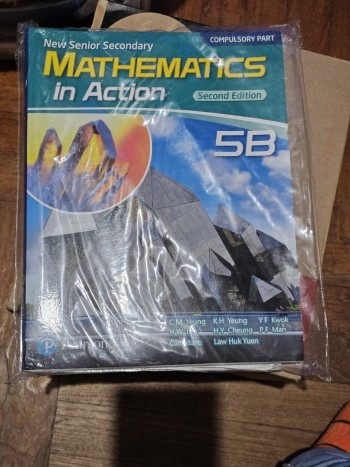 COMPULSORY PART
New Senior Secondary
MATHEMATICS
in Action
Second Edition
5B
C.M. Yeung K.H. Yeung Y.F. Kwok
H.Y. Cheung P.F. Man
Law Huk Yuen